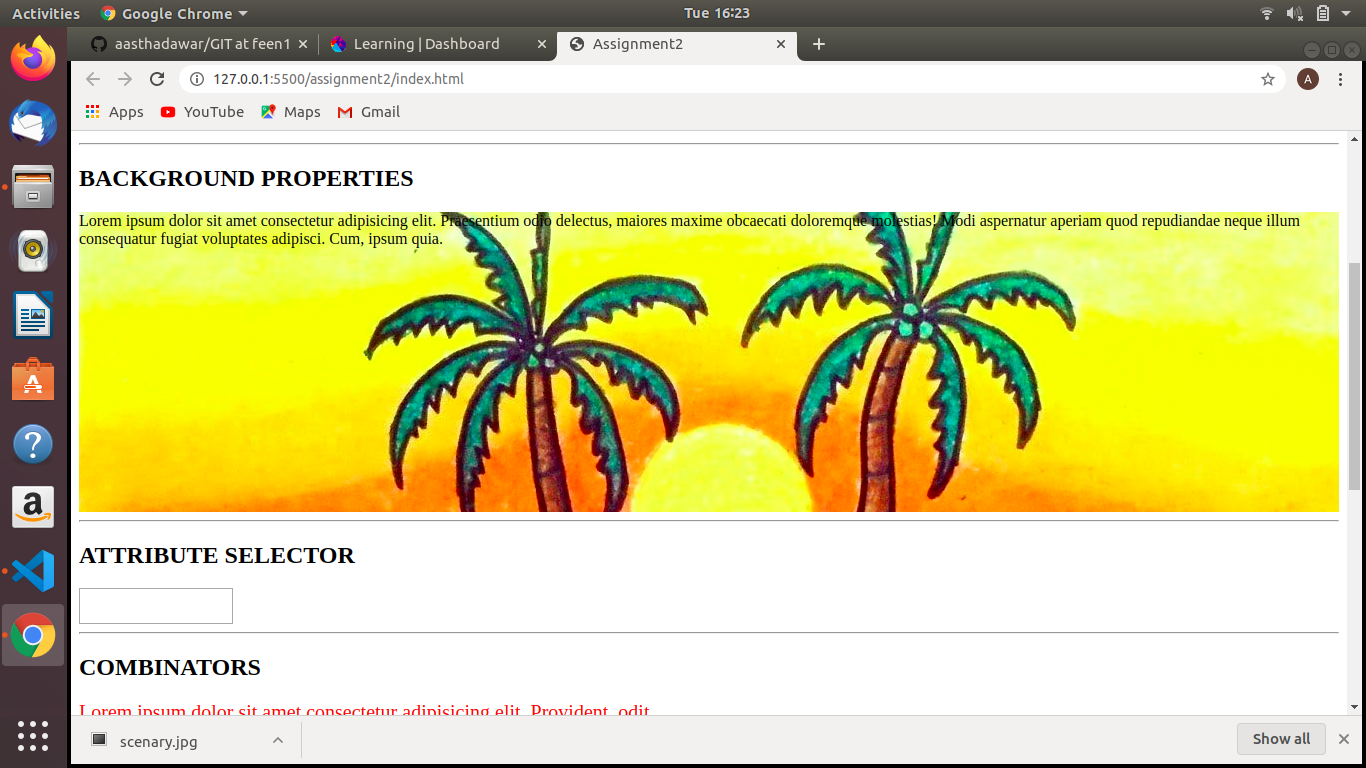 Activities Google Chrome Tue 16:23
aasthadawar/GIT at feen1 Learning | Dashboard Assignment2
127.0.0.1:5500/assignment2/index.html A
Apps YouTube Maps Gmail
BACKGROUND PROPERTIES
Lorem ipsum dolor sit amet consectetur adipisicing elit. Praesentium odio delectus, maiores maxime obcaecati doloremque molestias! Modi aspernatur aperiam quod repudiandae neque illum
consequatur fugiat voluptates adipisci. Cum, ipsum quia.
ATTRIBUTE SELECTOR
COMBINATORS
Lorem ipsum dolor sit amet consectetur adipisicing elit. Provident, odit
scenary.jpg Show all